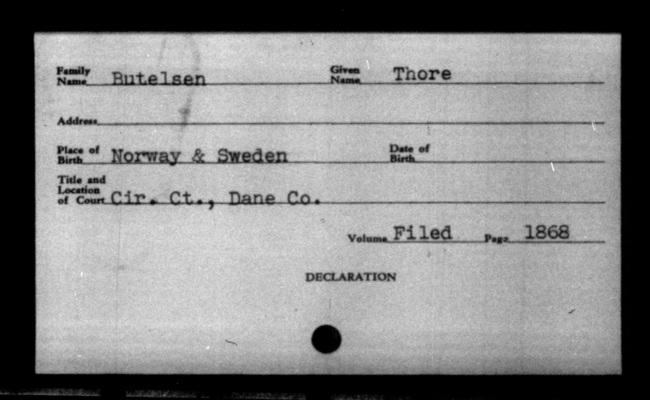 Family Name Butelsen Given Name Thore
Address
Place of Birth Norway & Sweden Date of Birth
Title and Location of Court Cir. Ct., Dane Co.
Volume Filed Page 1868
DECLARATION